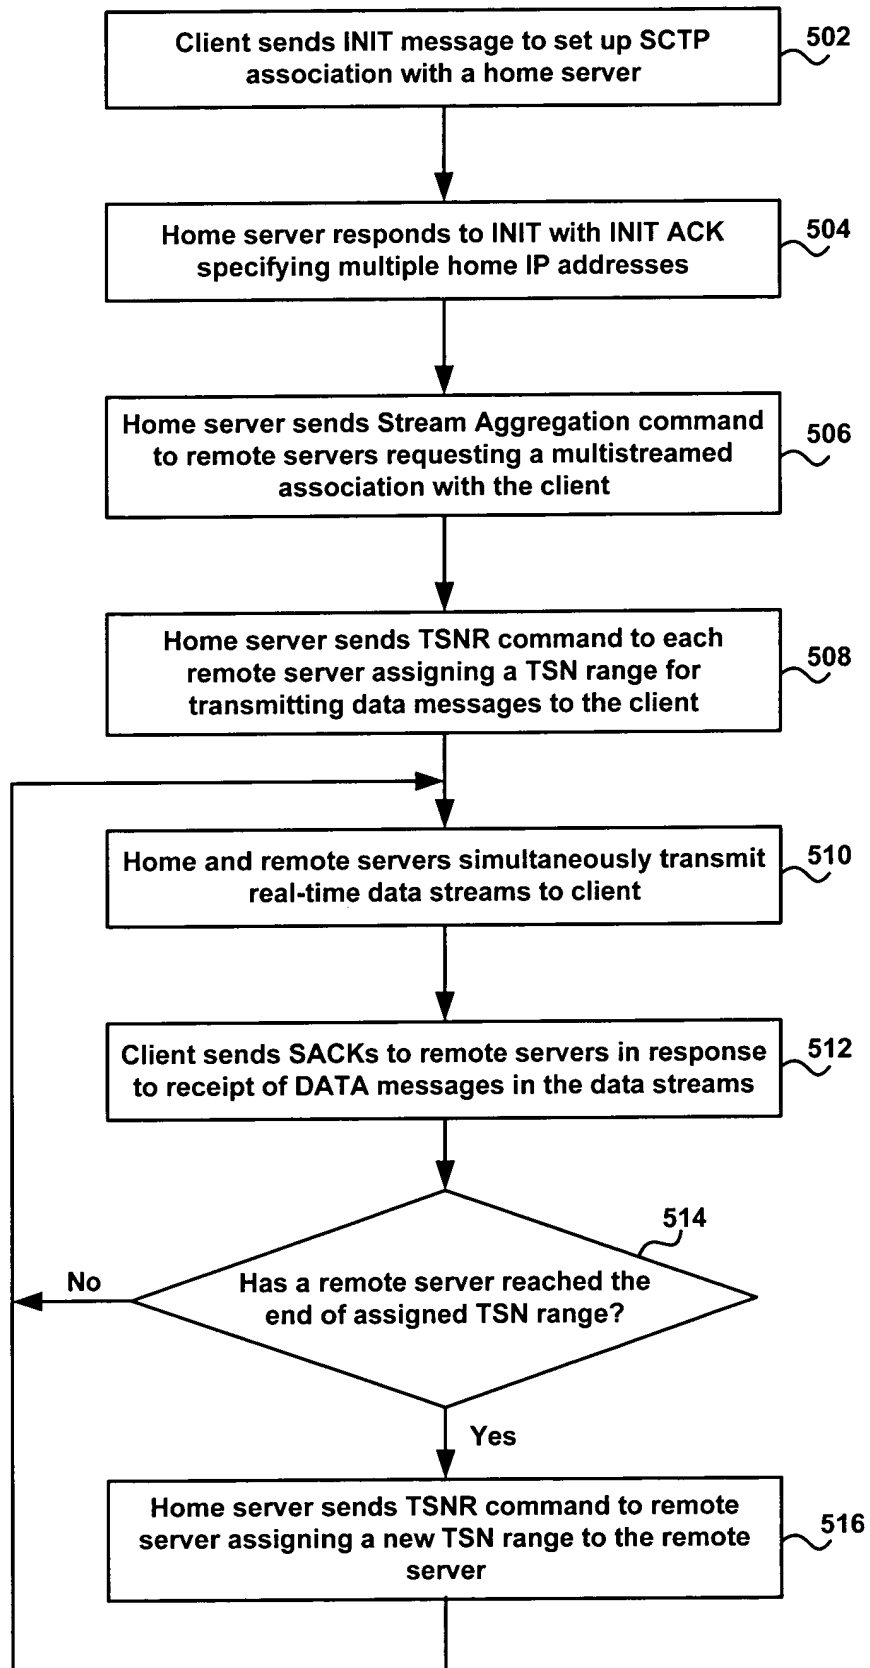 Client sends INIT message to set up SCTP
association with a home server
502
Home server responds to INIT with INIT ACK
specifying multiple home IP addresses
504
Home server sends Stream Aggregation command
to remote servers requesting a multistreamed
association with the client
506
Home server sends TSNR command to each
remote server assigning a TSN range for
transmitting data messages to the client
508
Home and remote servers simultaneously transmit
real-time data streams to client
510
Client sends SACKs to remote servers in response
to receipt of DATA messages in the data streams
512
514
No
Has a remote server reached the
end of assigned TSN range?
Yes
Home server sends TSNR command to remote
server assigning a new TSN range to the remote
server
516